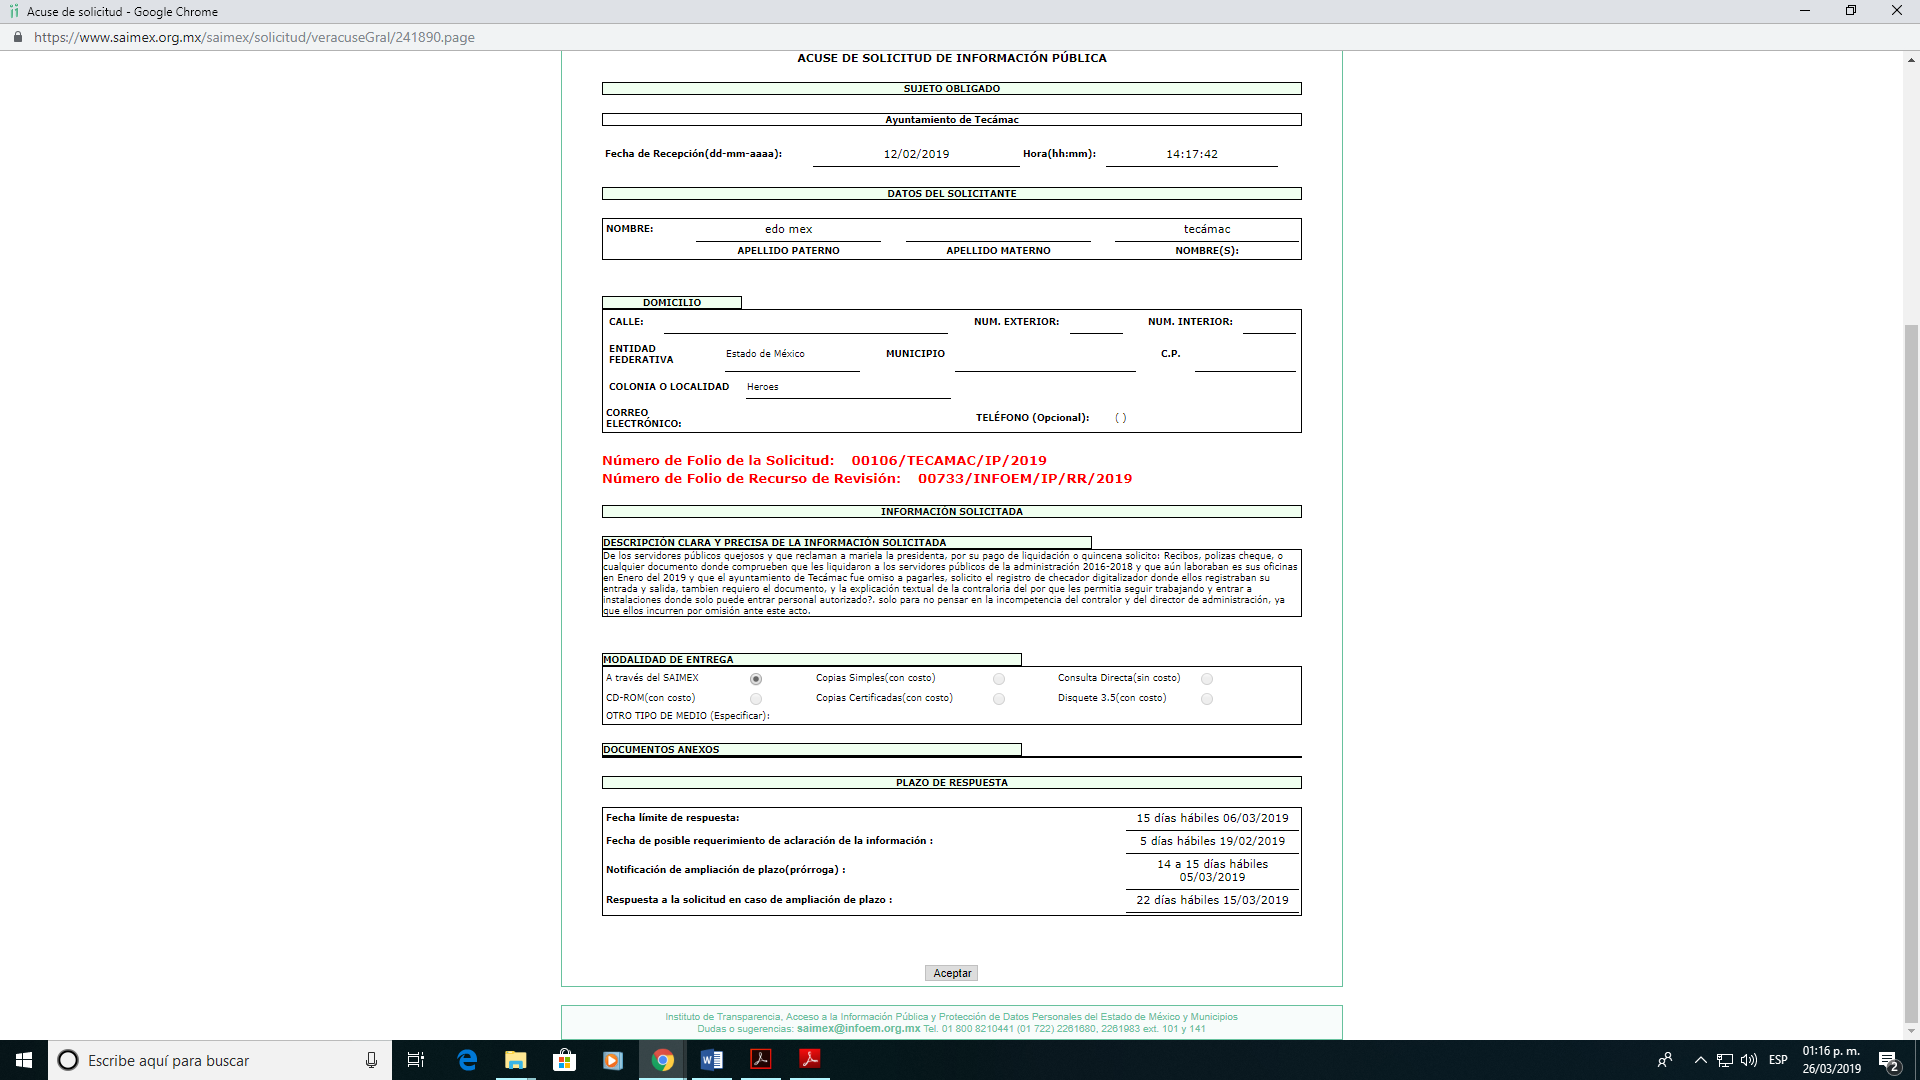 Acuse de solicitud - Google Chrome
https://www.saimex.org.mx/saimex/solicitud/veracuseGral/241890.page
ACUSE DE SOLICITUD DE INFORMACIÓN PÚBLICA
SUJETO OBLIGADO
Ayuntamiento de Tecámac
Fecha de Recepción(dd-mm-aaaa): 12/02/2019 Hora(hh:mm): 14:17:42
DATOS DEL SOLICITANTE
NOMBRE: edo mex tecámac
APELLIDO PATERNO APELLIDO MATERNO NOMBRE(S):
DOMICILIO
CALLE: NUM. EXTERIOR: NUM. INTERIOR:
ENTIDAD FEDERATIVA Estado de México MUNICIPIO C.P.
COLONIA O LOCALIDAD Heroes
CORREO ELECTRÓNICO: TELÉFONO (Opcional): ( )
Número de Folio de la Solicitud: 00106/TECAMAC/IP/2019
Número de Folio de Recurso de Revisión: 00733/INFOEM/IP/RR/2019
INFORMACIÓN SOLICITADA
DESCRIPCIÓN CLARA Y PRECISA DE LA INFORMACIÓN SOLICITADA
De los servidores públicos quejosos y que reclaman a mariela la presidenta, por su pago de liquidación o quincena solicito: Recibos, polizas cheque, o
cualquier documento donde comprueben que les liquidaron a los servidores públicos de la administración 2016-2018 y que aún laboraban es sus oficinas
en Enero del 2019 y que el ayuntamiento de Tecámac fue omiso a pagarles, solicito el registro de checador digitalizador donde ellos registraban su
entrada y salida, tambien requiero el documento, y la explicación textual de la contraloria del por que les permitia seguir trabajando y entrar a
instalaciones donde solo puede entrar personal autorizado?. solo para no pensar en la incompetencia del contralor y del director de administración, ya
que ellos incurren por omisión ante este acto.
MODALIDAD DE ENTREGA
A través del SAIMEX Copias Simples(con costo) Consulta Directa(sin costo)
CD-ROM(con costo) Copias Certificadas(con costo) Disquete 3.5(con costo)
OTRO TIPO DE MEDIO (Especificar):
DOCUMENTOS ANEXOS
PLAZO DE RESPUESTA
Fecha límite de respuesta: 15 días hábiles 06/03/2019
Fecha de posible requerimiento de aclaración de la información : 5 días hábiles 19/02/2019
Notificación de ampliación de plazo(prórroga) : 14 a 15 días hábiles 05/03/2019
Respuesta a la solicitud en caso de ampliación de plazo : 22 días hábiles 15/03/2019
Aceptar
Instituto de Transparencia, Acceso a la Información Pública y Protección de Datos Personales del Estado de México y Municipios
Dudas o sugerencias: saimex@infoem.org.mx Tel. 01 800 8210441 (01 722) 2261680, 2261983 ext. 101 y 141
Escribe aquí para buscar
ESP
01:16 p. m.
26/03/2019
2